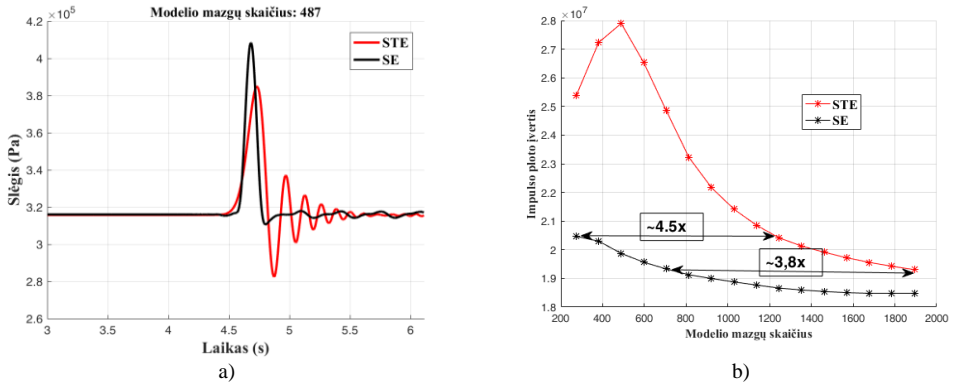 Modelio mazgų skaičius: 487
×10⁵
4.2
4
3.8
3.6
3.4
3.2
3
2.8
2.6
Slėgis (Pa)
STE
SE
3 3.5 4 4.5 5 5.5 6
Laikas (s)
a)
×10⁷
2.8
2.7
2.6
2.5
2.4
2.3
2.2
2.1
2
1.9
1.8
Impulso ploto įvertis
STE
SE
~4.5x
~3,8x
200 400 600 800 1000 1200 1400 1600 1800 2000
Modelio mazgų skaičius
b)